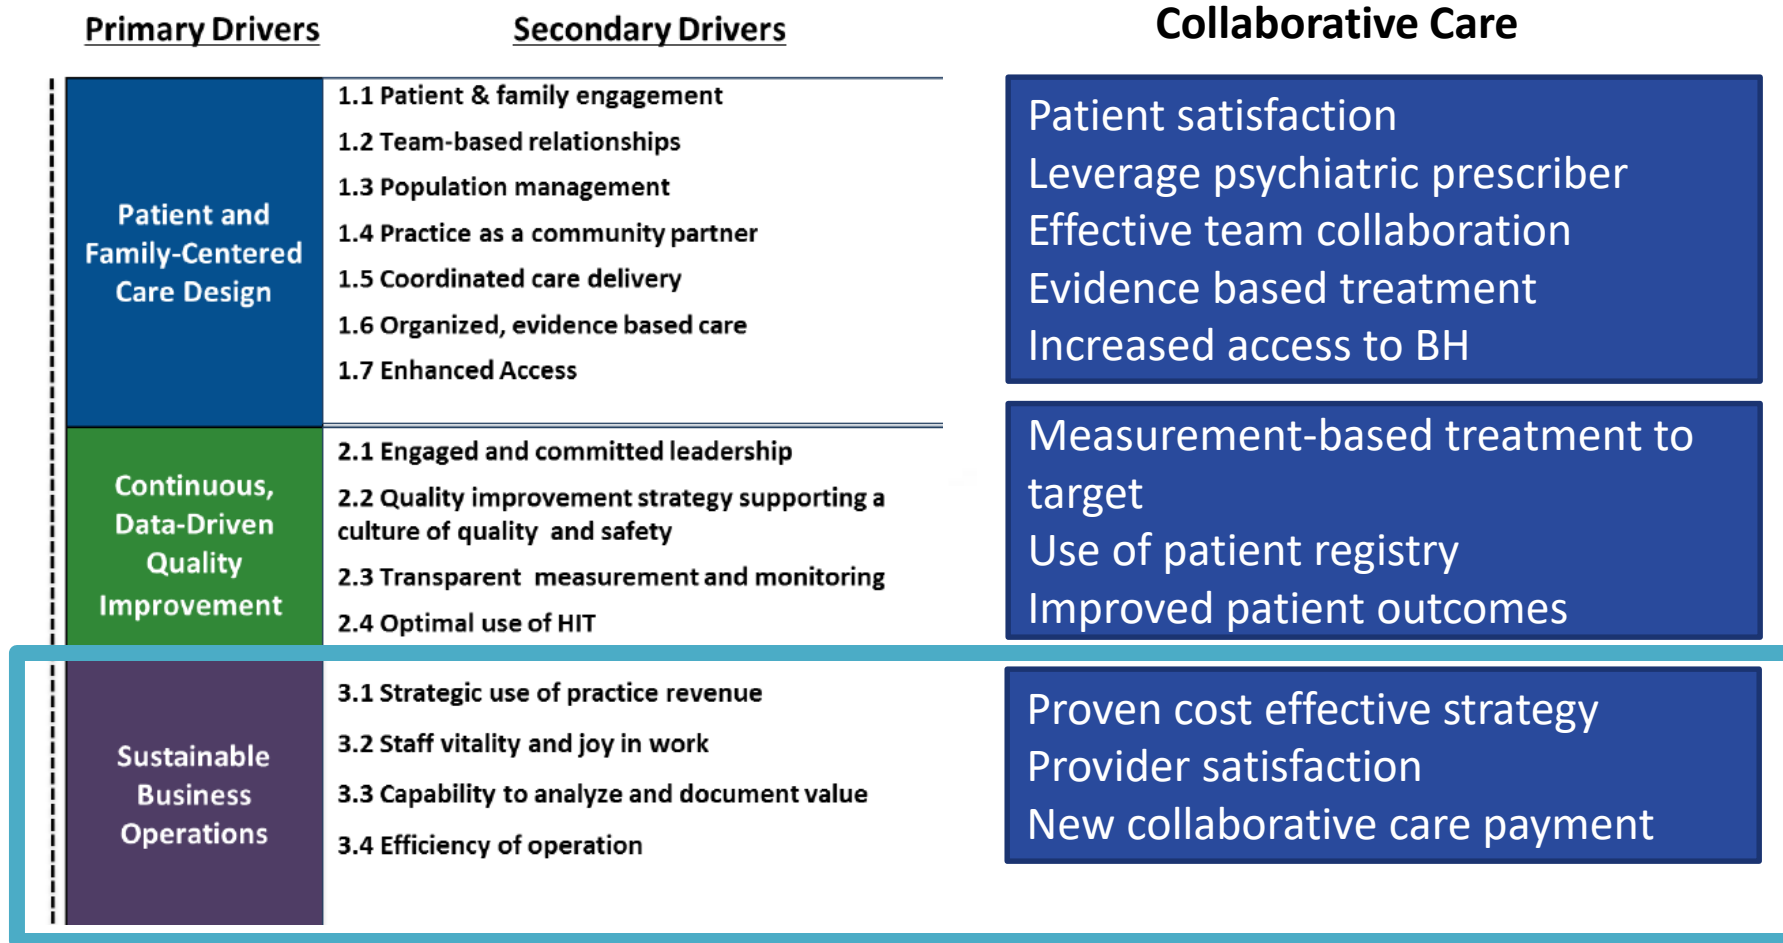 Primary Drivers
Secondary Drivers
Collaborative Care
Patient and
Family-Centered
Care Design
1.1 Patient & family engagement
1.2 Team-based relationships
1.3 Population management
1.4 Practice as a community partner
1.5 Coordinated care delivery
1.6 Organized, evidence based care
1.7 Enhanced Access
Patient satisfaction
Leverage psychiatric prescriber
Effective team collaboration
Evidence based treatment
Increased access to BH
Continuous,
Data-Driven
Quality
Improvement
2.1 Engaged and committed leadership
2.2 Quality improvement strategy supporting a
culture of quality and safety
2.3 Transparent measurement and monitoring
2.4 Optimal use of HIT
Measurement-based treatment to
target
Use of patient registry
Improved patient outcomes
Sustainable
Business
Operations
3.1 Strategic use of practice revenue
3.2 Staff vitality and joy in work
3.3 Capability to analyze and document value
3.4 Efficiency of operation
Proven cost effective strategy
Provider satisfaction
New collaborative care payment